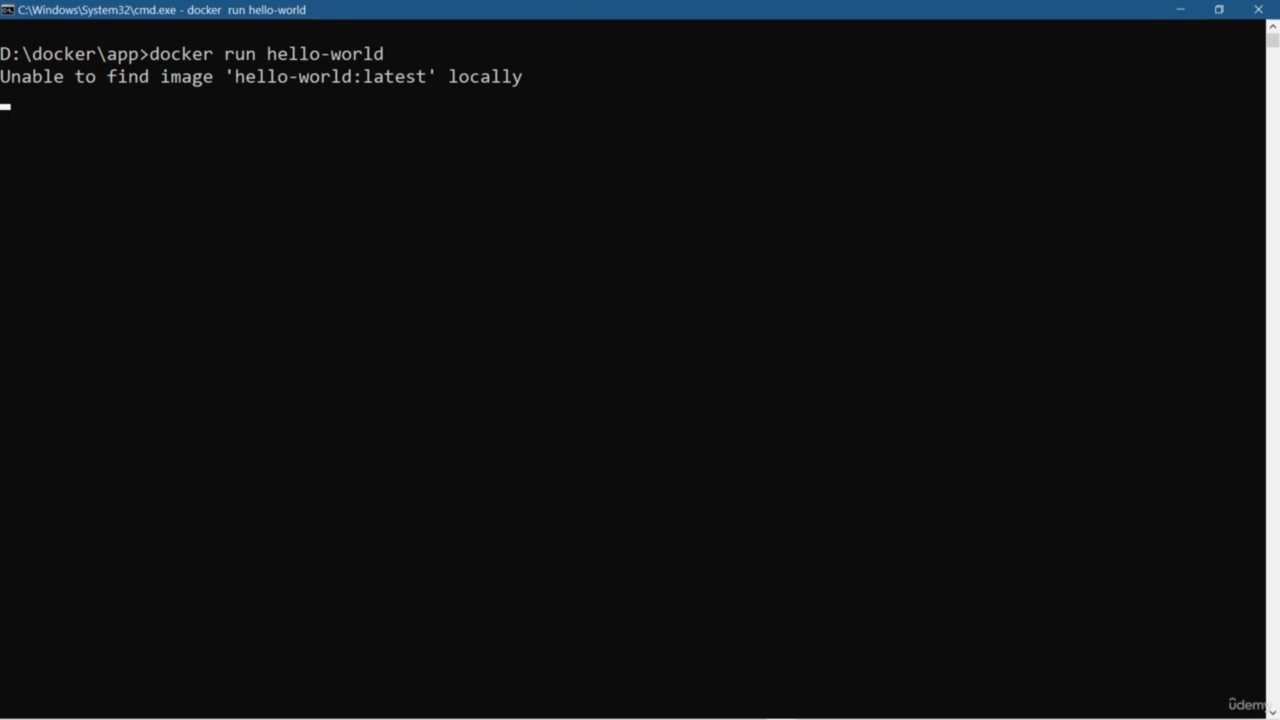 C:\Windows\System32\cmd.exe - docker  run hello-world
D:\docker\app>docker run hello-world
Unable to find image 'hello-world:latest' locally
ûdemy